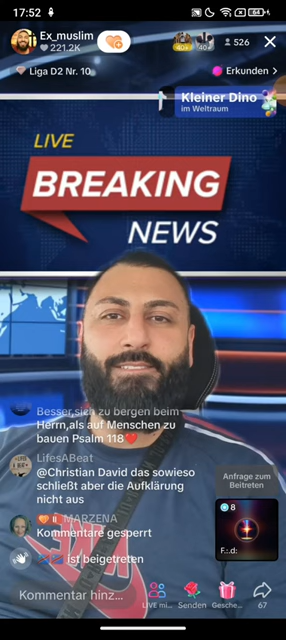 17:52
64
Ex_muslim
221.2K
40+
40+
526
Liga D2 Nr. 10
Erkunden >
Kleiner Dino
im Weltraum
LIVE
BREAKING
NEWS
Besser,sich zu bergen beim
Herrn,als auf Menschen zu
bauen Psalm 118❤️
LifesABeat
@Christian David das sowieso
schließt aber die Aufklärung
nicht aus
Anfrage zum
Beitreten
8
F.:.d:
MARZENA
Kommentare gesperrt
ist beigetreten
Kommentar hinz...
LIVE mi...
Senden
Gesche...
67